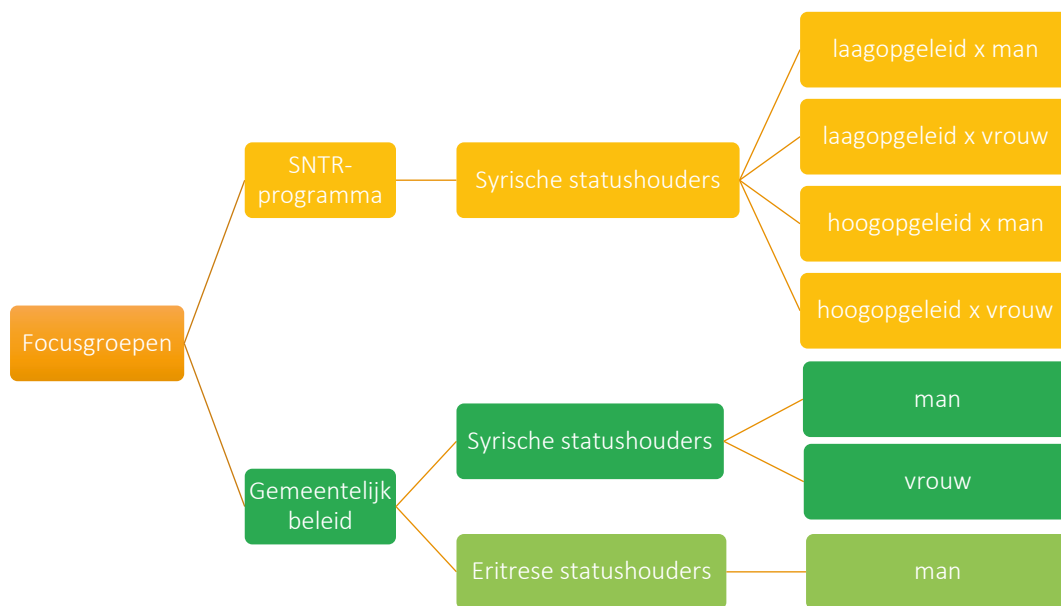 laagopgeleid x man
laagopgeleid x vrouw
SNTR-
programma
Syrische statushouders
hoogopgeleid x man
hoogopgeleid x vrouw
Focusgroepen
man
Syrische statushouders
vrouw
Gemeentelijk
beleid
Eritrese statushouders
man